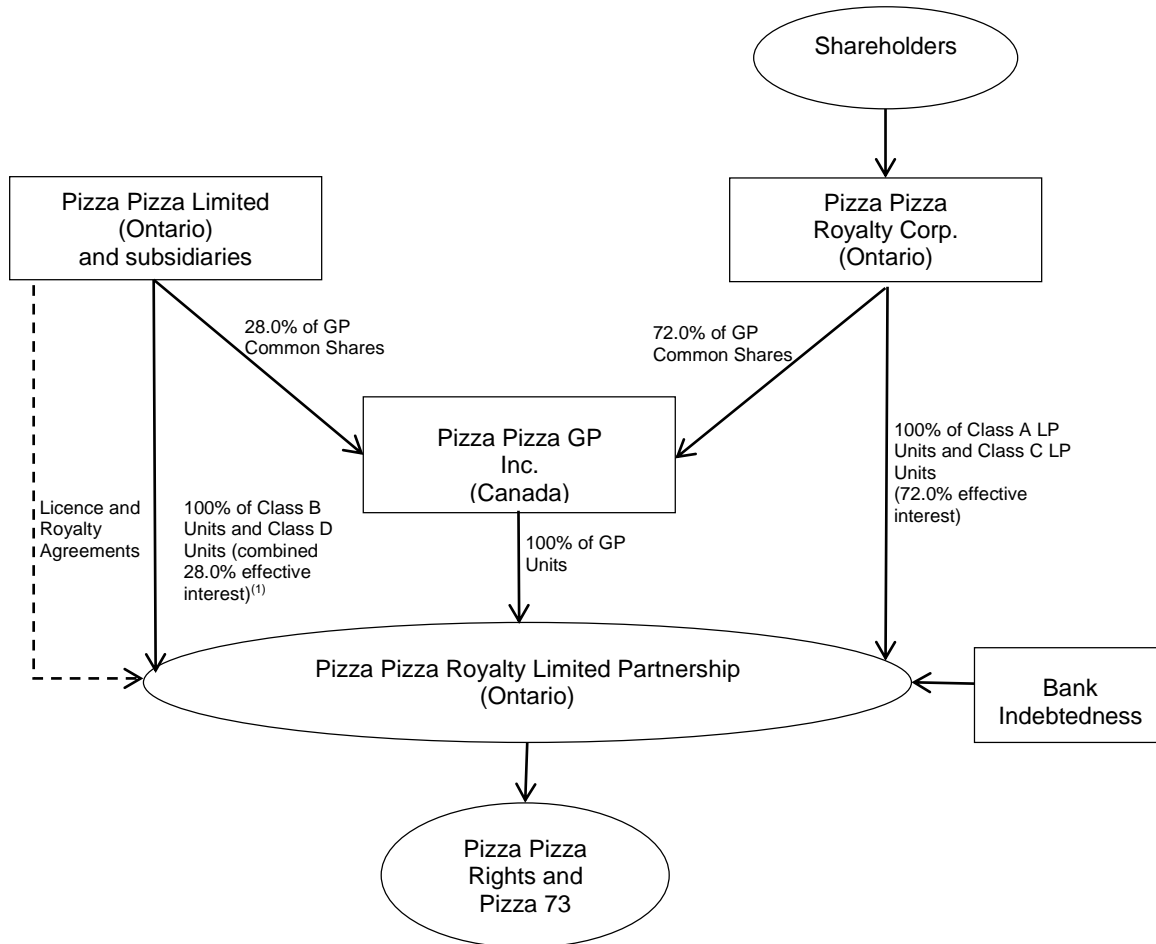 Shareholders
Pizza Pizza Limited
(Ontario)
and subsidiaries
Pizza Pizza
Royalty Corp.
(Ontario)
28.0% of GP
Common Shares
72.0% of GP
Common Shares
Pizza Pizza GP
Inc.
(Canada)
100% of Class A LP
Units and Class C LP
Units
(72.0% effective
interest)
Licence and
Royalty
Agreements
100% of Class B
Units and Class D
Units (combined
28.0% effective
interest)(1)
100% of GP
Units
Pizza Pizza Royalty Limited Partnership
(Ontario)
Bank
Indebtedness
Pizza Pizza
Rights and
Pizza 73